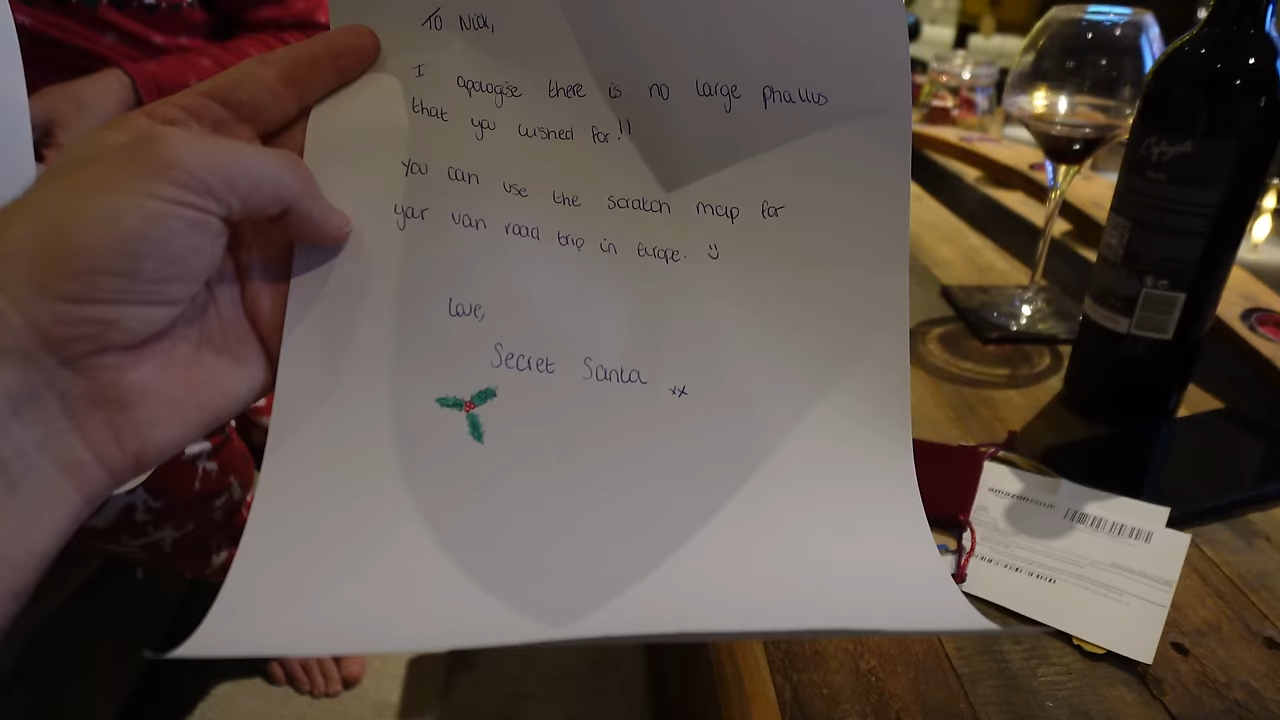 To Nick,
I apologise there is no large phallus
that you wished for!!
You can use the scratch map for
your van road trip in Europe. :)
Love,
Secret Santa xx
amazon.co.uk